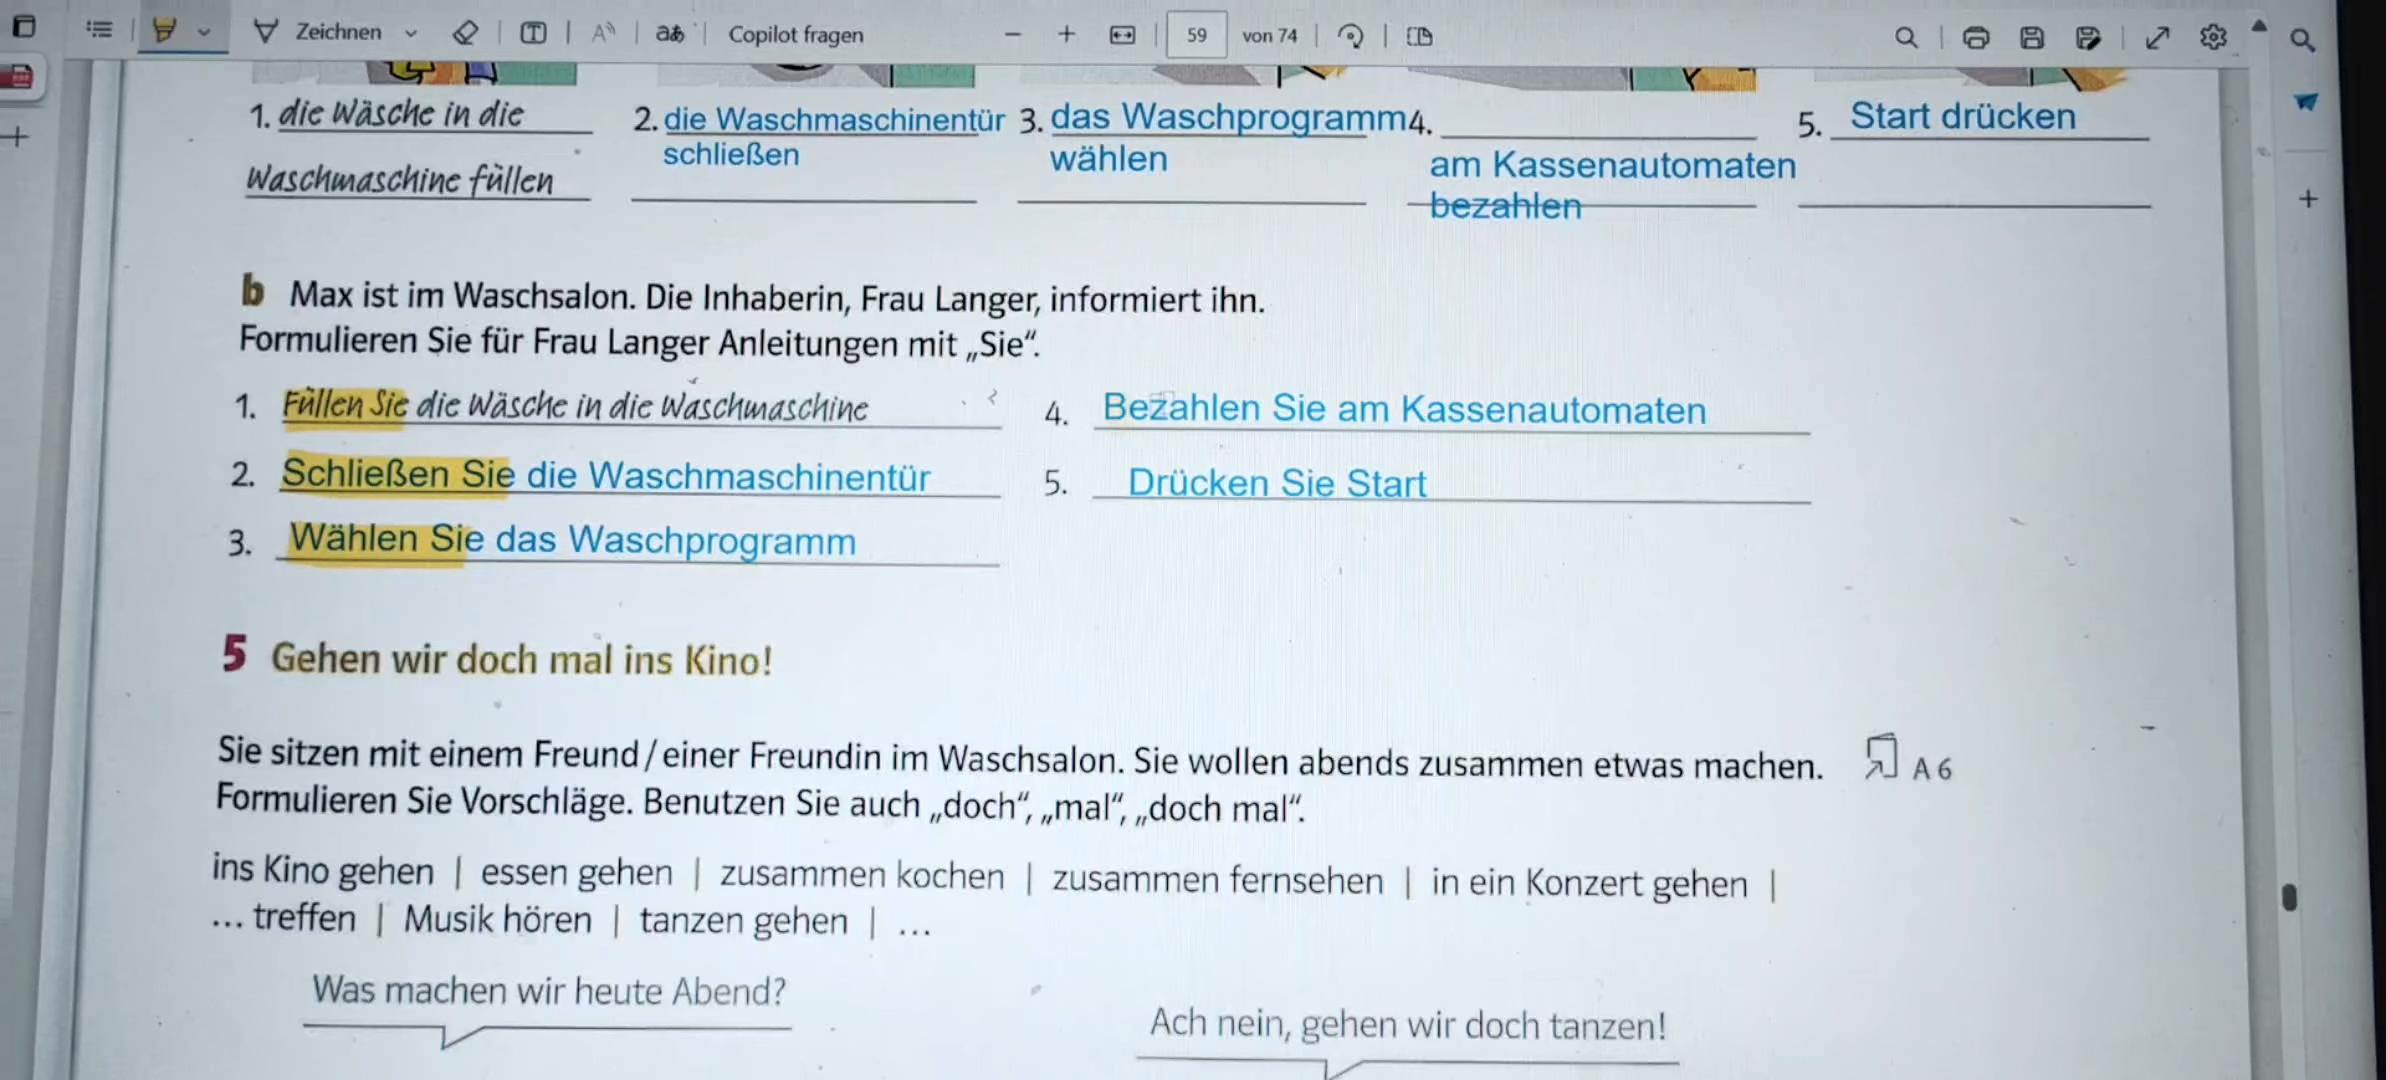 Zeichnen
Copilot fragen
59 von 74
1. die Wäsche in die
Waschmaschine füllen
2. die Waschmaschinentür
schließen
3. das Waschprogramm
wählen
4.
am Kassenautomaten
bezahlen
5. Start drücken
b Max ist im Waschsalon. Die Inhaberin, Frau Langer, informiert ihn.
Formulieren Sie für Frau Langer Anleitungen mit „Sie“.
1. Füllen Sie die Wäsche in die Waschmaschine
2. Schließen Sie die Waschmaschinentür
3. Wählen Sie das Waschprogramm
4. Bezahlen Sie am Kassenautomaten
5. Drücken Sie Start
5 Gehen wir doch mal ins Kino!
Sie sitzen mit einem Freund / einer Freundin im Waschsalon. Sie wollen abends zusammen etwas machen.
A 6
Formulieren Sie Vorschläge. Benutzen Sie auch „doch“, „mal“, „doch mal“.
ins Kino gehen | essen gehen | zusammen kochen | zusammen fernsehen | in ein Konzert gehen |
... treffen | Musik hören | tanzen gehen | ...
Was machen wir heute Abend?
Ach nein, gehen wir doch tanzen!